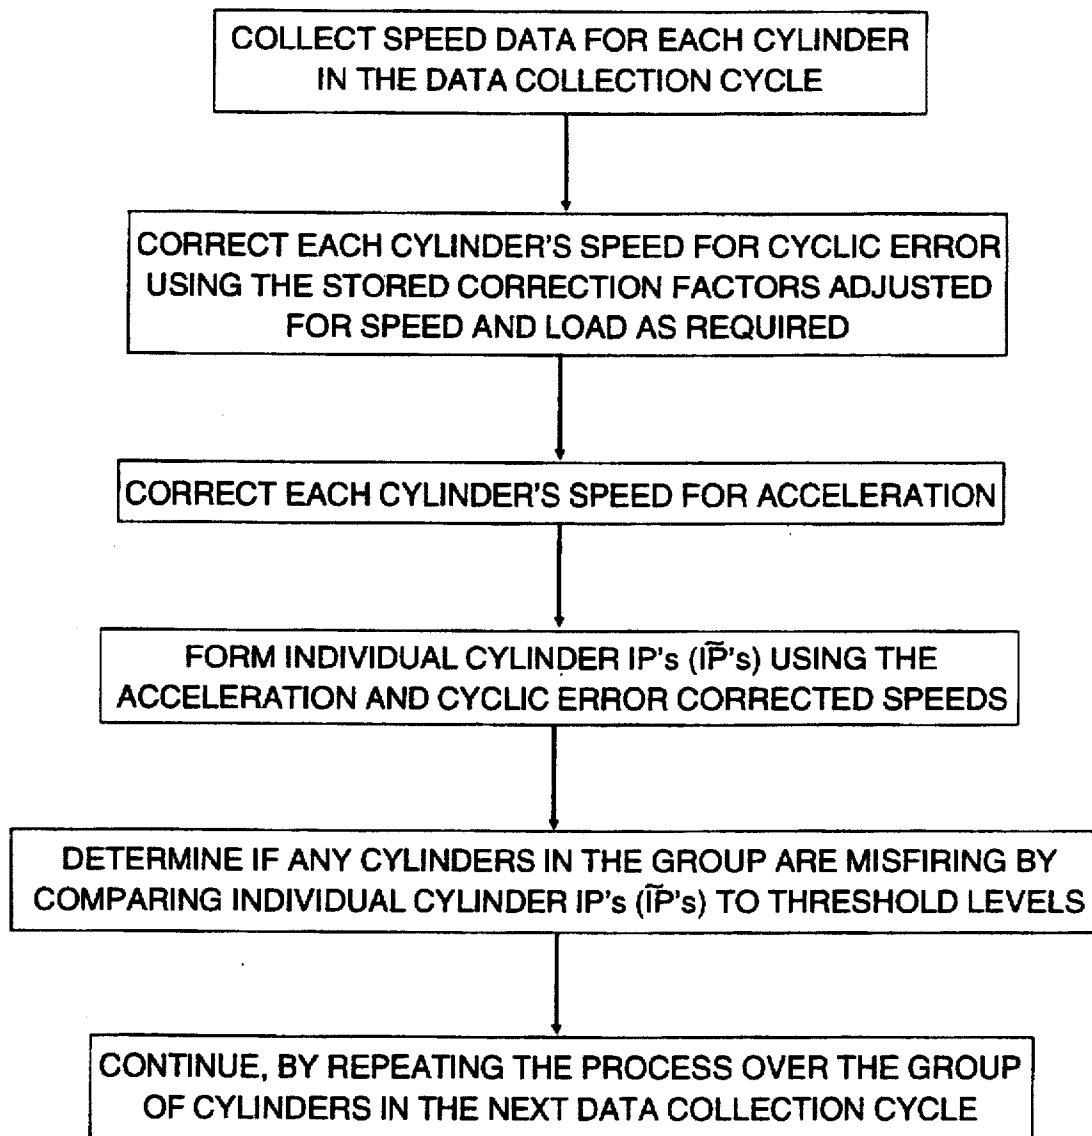 COLLECT SPEED DATA FOR EACH CYLINDER
IN THE DATA COLLECTION CYCLE
CORRECT EACH CYLINDER'S SPEED FOR CYCLIC ERROR
USING THE STORED CORRECTION FACTORS ADJUSTED
FOR SPEED AND LOAD AS REQUIRED
CORRECT EACH CYLINDER'S SPEED FOR ACCELERATION
FORM INDIVIDUAL CYLINDER IP's (IP̃'s) USING THE
ACCELERATION AND CYCLIC ERROR CORRECTED SPEEDS
DETERMINE IF ANY CYLINDERS IN THE GROUP ARE MISFIRING BY
COMPARING INDIVIDUAL CYLINDER IP's (IP̃'s) TO THRESHOLD LEVELS
CONTINUE, BY REPEATING THE PROCESS OVER THE GROUP
OF CYLINDERS IN THE NEXT DATA COLLECTION CYCLE